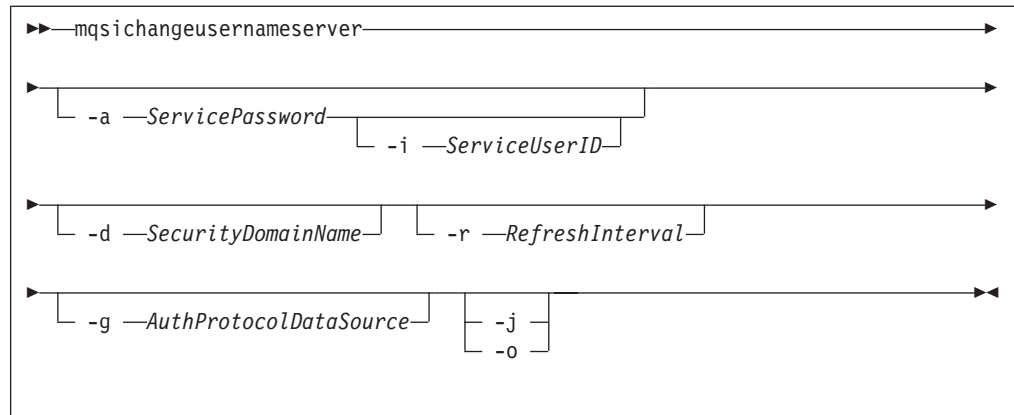 mqsichangeusernameserver
-a ServicePassword
-i ServiceUserID
-d SecurityDomainName -r RefreshInterval
-g AuthProtocolDataSource -j
-o